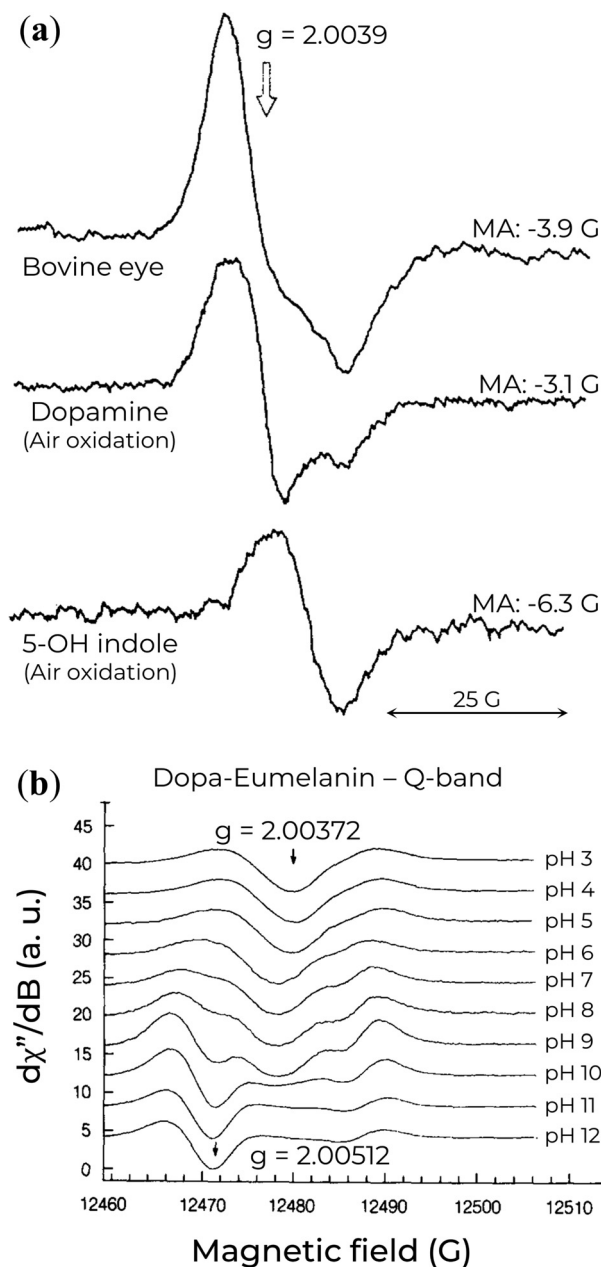 (a)
g = 2.0039
MA: -3.9 G
Bovine eye
MA: -3.1 G
Dopamine
(Air oxidation)
MA: -6.3 G
5-OH indole
(Air oxidation)
25 G
(b)
Dopa-Eumelanin – Q-band
g = 2.00372
45
40
35
30
25
20
15
10
5
0
dχ”/dB (a. u.)
pH 3
pH 4
pH 5
pH 6
pH 7
pH 8
pH 9
pH 10
pH 11
pH 12
g = 2.00512
12460 12470 12480 12490 12500 12510
Magnetic field (G)